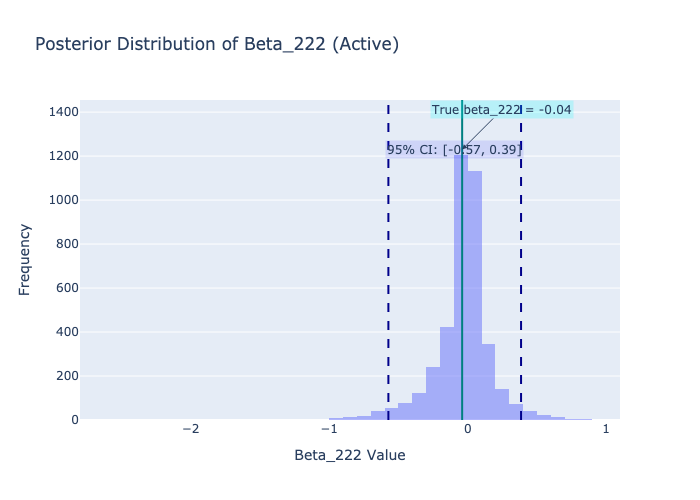 Posterior Distribution of Beta_222 (Active)
1400
True beta_222 = -0.04
1200
95% CI: [-0.57, 0.39]
1000
800
600
400
200
0
Frequency
−2
−1
0
1
Beta_222 Value